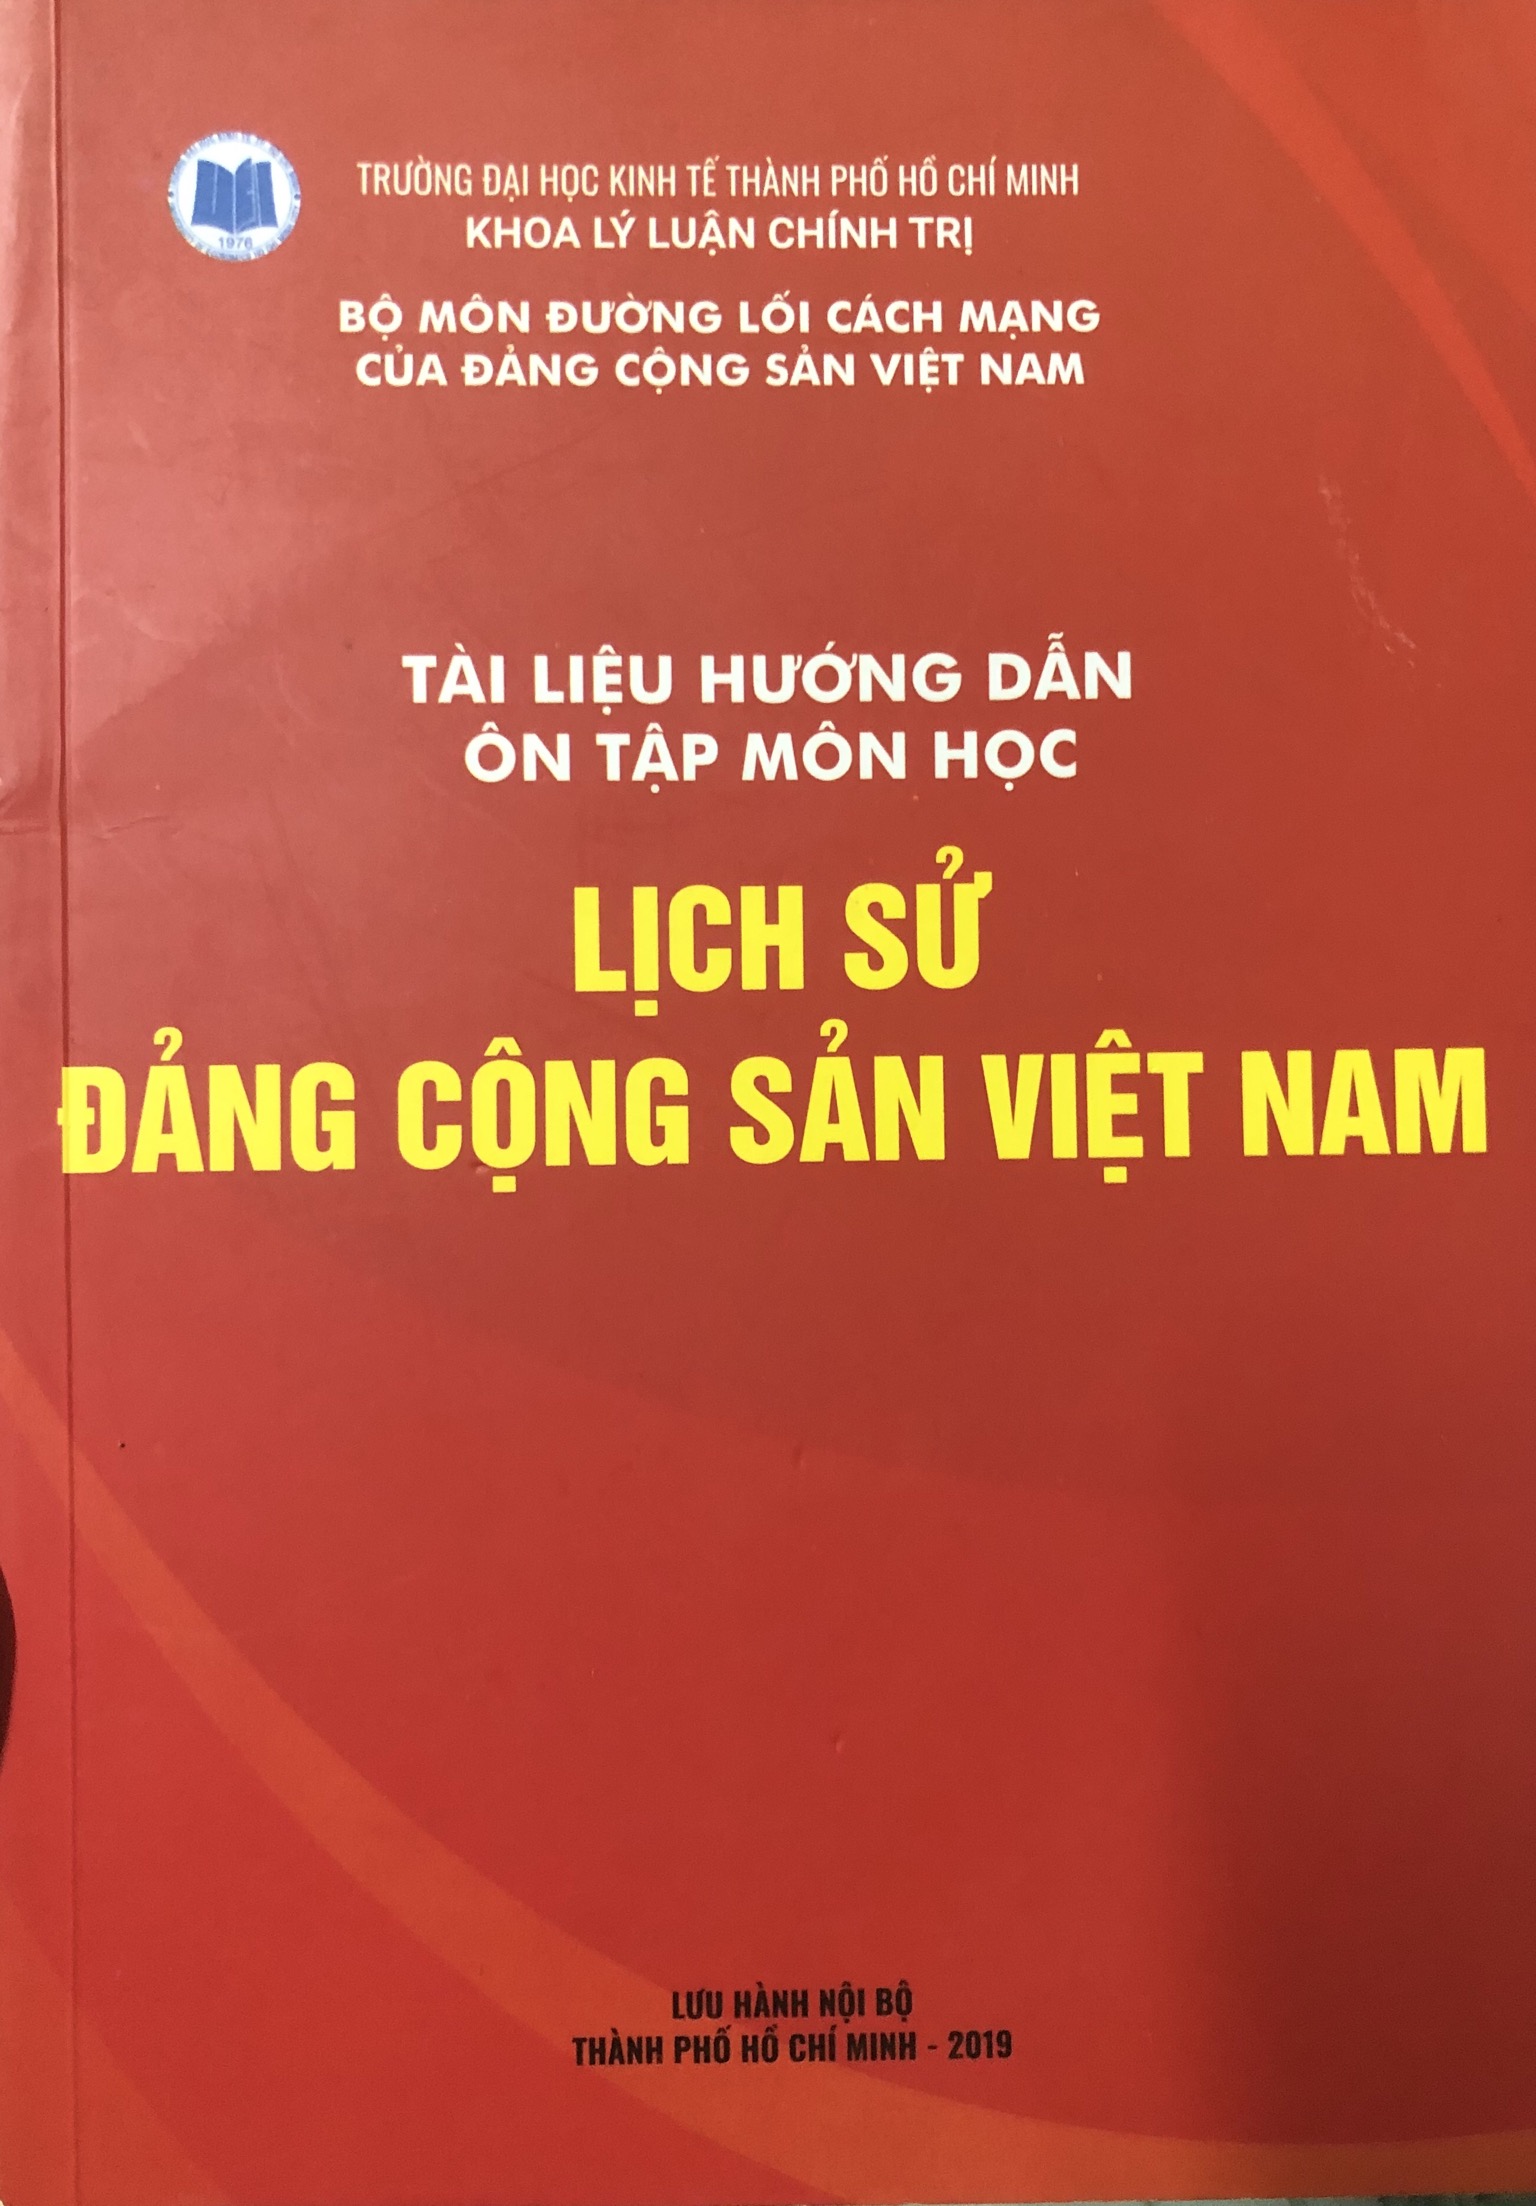 1976
TRƯỜNG ĐẠI HỌC KINH TẾ THÀNH PHỐ HỒ CHÍ MINH
KHOA LÝ LUẬN CHÍNH TRỊ
BỘ MÔN ĐƯỜNG LỐI CÁCH MẠNG
CỦA ĐẢNG CỘNG SẢN VIỆT NAM
TÀI LIỆU HƯỚNG DẪN
ÔN TẬP MÔN HỌC
LỊCH SỬ
ĐẢNG CỘNG SẢN VIỆT NAM
LƯU HÀNH NỘI BỘ
THÀNH PHỐ HỒ CHÍ MINH - 2019